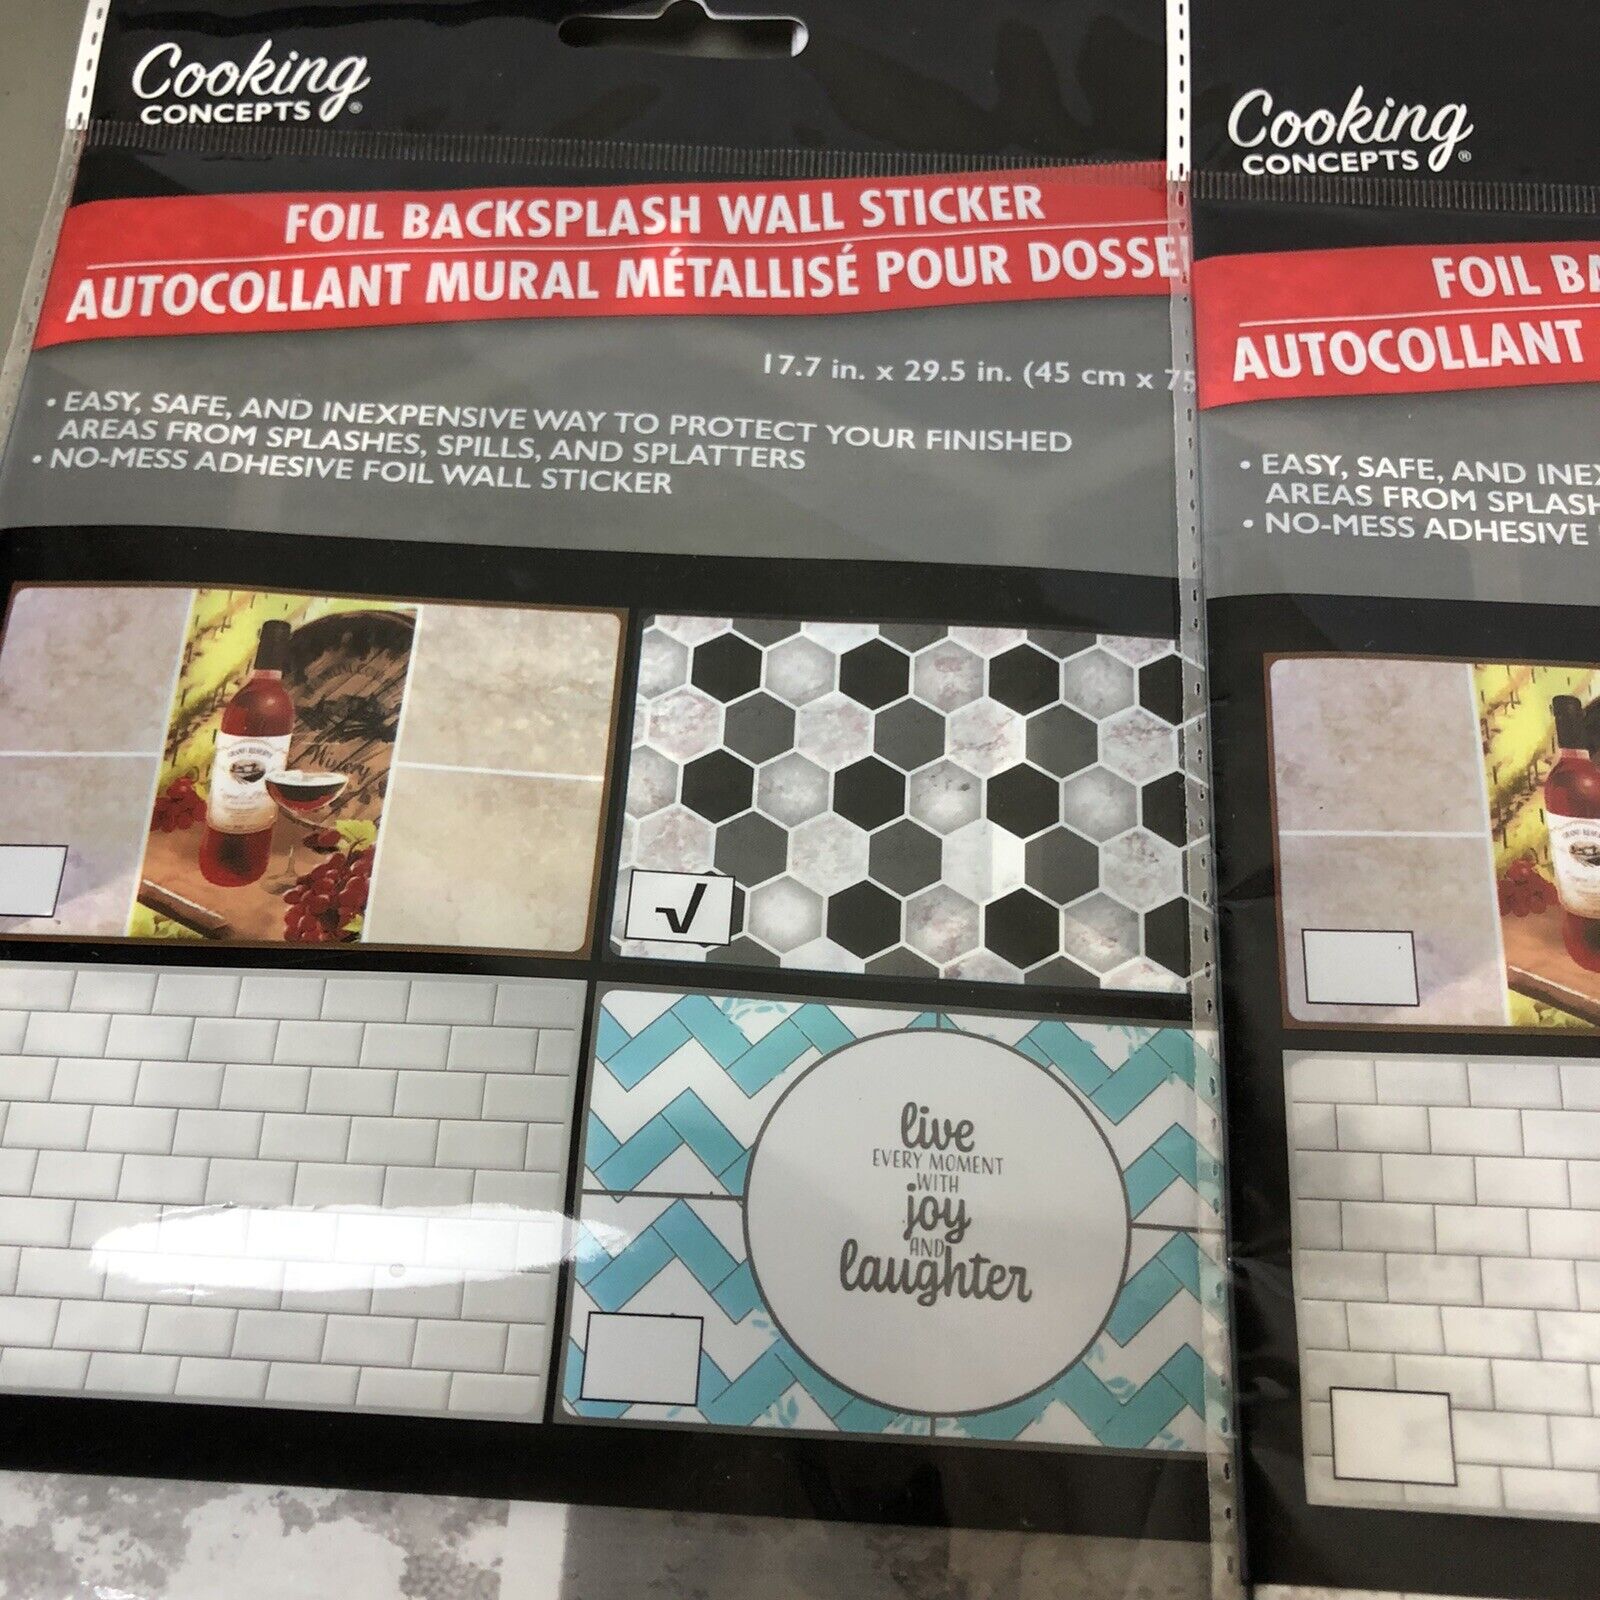 Cooking
CONCEPTS®
FOIL BACKSPLASH WALL STICKER
AUTOCOLLANT MURAL MÉTALLISÉ POUR DOSSE
17.7 in. x 29.5 in. (45 cm x 75
• EASY, SAFE, AND INEXPENSIVE WAY TO PROTECT YOUR FINISHED
AREAS FROM SPLASHES, SPILLS, AND SPLATTERS
• NO-MESS ADHESIVE FOIL WALL STICKER
GRAND RESERVE
Winery
live
EVERY MOMENT
WITH
joy
AND
laughter
Cooking
CONCEPTS®
FOIL BA
AUTOCOLLANT
• EASY, SAFE, AND INEX
AREAS FROM SPLASH
• NO-MESS ADHESIVE